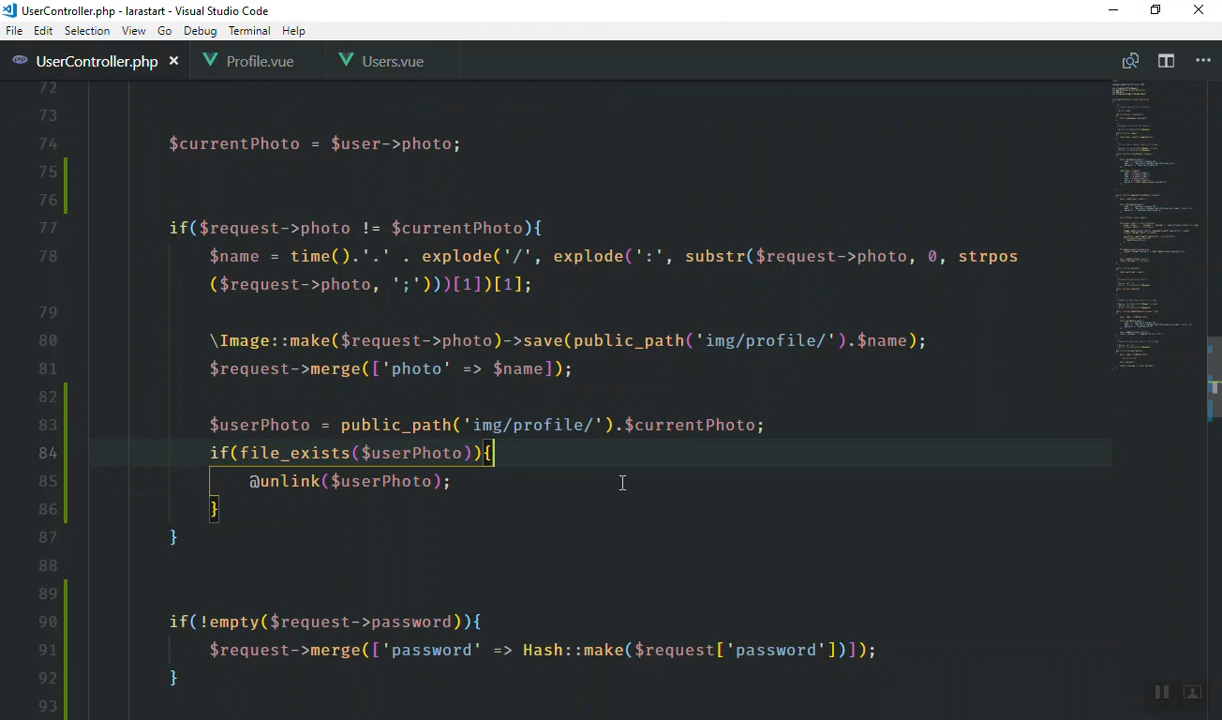 UserController.php - larastart - Visual Studio Code
File Edit Selection View Go Debug Terminal Help
UserController.php × Profile.vue Users.vue ···
72
73
74 $currentPhoto = $user->photo;
75
76
77 if($request->photo != $currentPhoto){
78 $name = time().'.' . explode('/', explode(':', substr($request->photo, 0, strpos
($request->photo, ';')))[1])[1];
79
80 \Image::make($request->photo)->save(public_path('img/profile/').$name);
81 $request->merge(['photo' => $name]);
82
83 $userPhoto = public_path('img/profile/').$currentPhoto;
84 if(file_exists($userPhoto)){
85 @unlink($userPhoto);
86 }
87 }
88
89
90 if(!empty($request->password)){
91 $request->merge(['password' => Hash::make($request['password'])]);
92 }
93